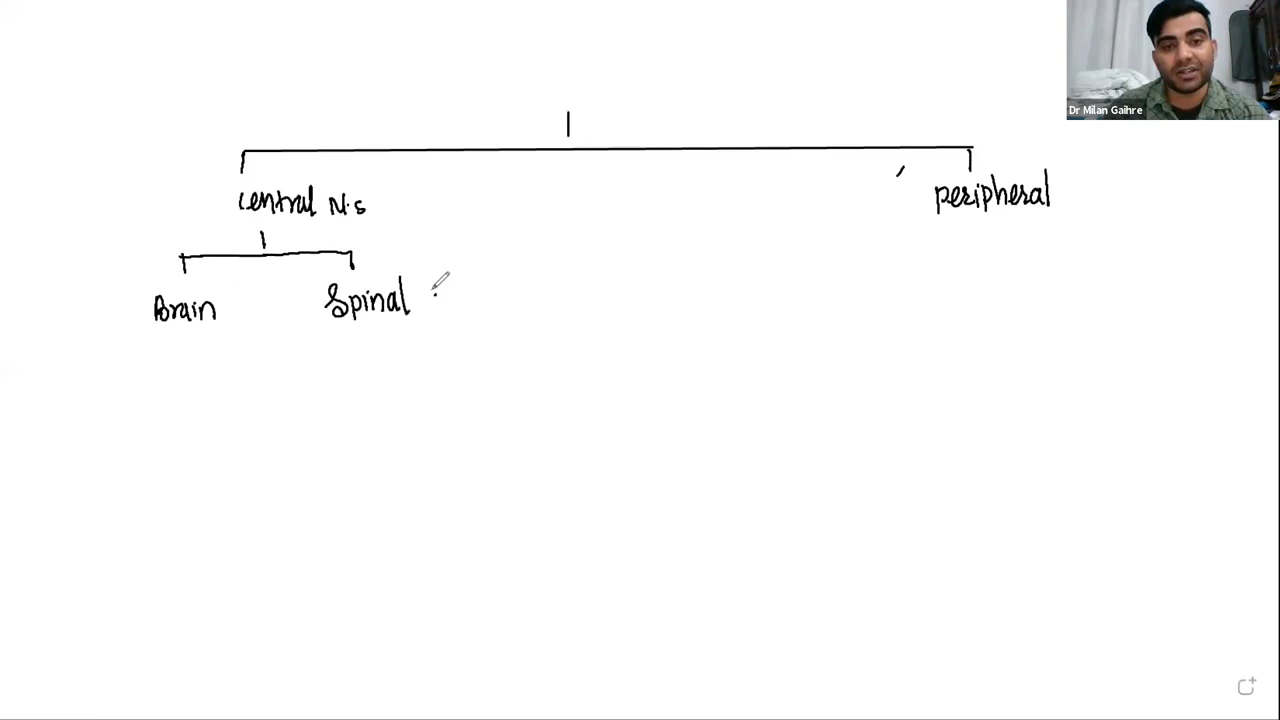 Dr Milan Gaihre
Central N.S
Peripheral
Brain
Spinal